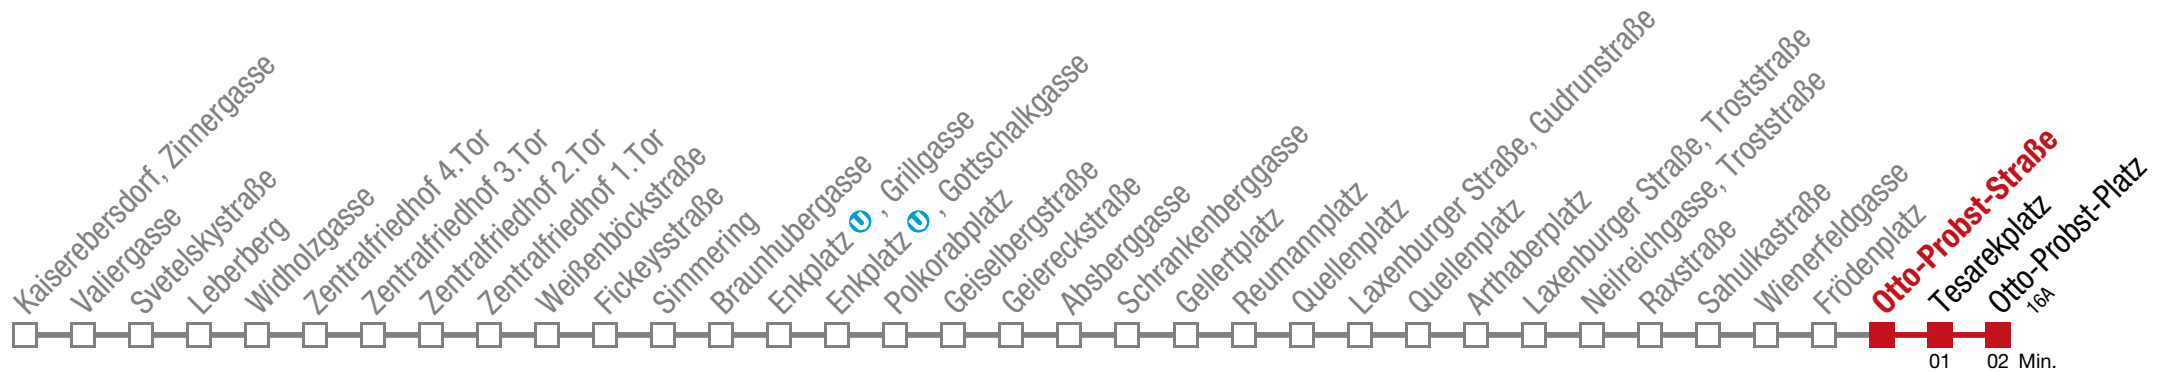 Kaiserebersdorf, Zinnergasse
Valiergasse
Svetelskystraße
Leberberg
Widholzgasse
Zentralfriedhof 4.Tor
Zentralfriedhof 3.Tor
Zentralfriedhof 2.Tor
Zentralfriedhof 1.Tor
Weißenböckstraße
Fickeysstraße
Simmering
Braunhubergasse
Enkplatz U, Grillgasse
Enkplatz U, Gottschalkgasse
Polkorabplatz
Geiselbergstraße
Geiereckstraße
Absberggasse
Schrankenberggasse
Gellertplatz
Reumannplatz
Quellenplatz
Laxenburger Straße, Gudrunstraße
Quellenplatz
Arthaberplatz
Laxenburger Straße, Troststraße
Neilreichgasse, Troststraße
Raxstraße
Sahulkastraße
Wienerfeldgasse
Frödenplatz
Otto-Probst-Straße
Tesarekplatz
Otto-Probst-Platz
16A
01 02 Min.